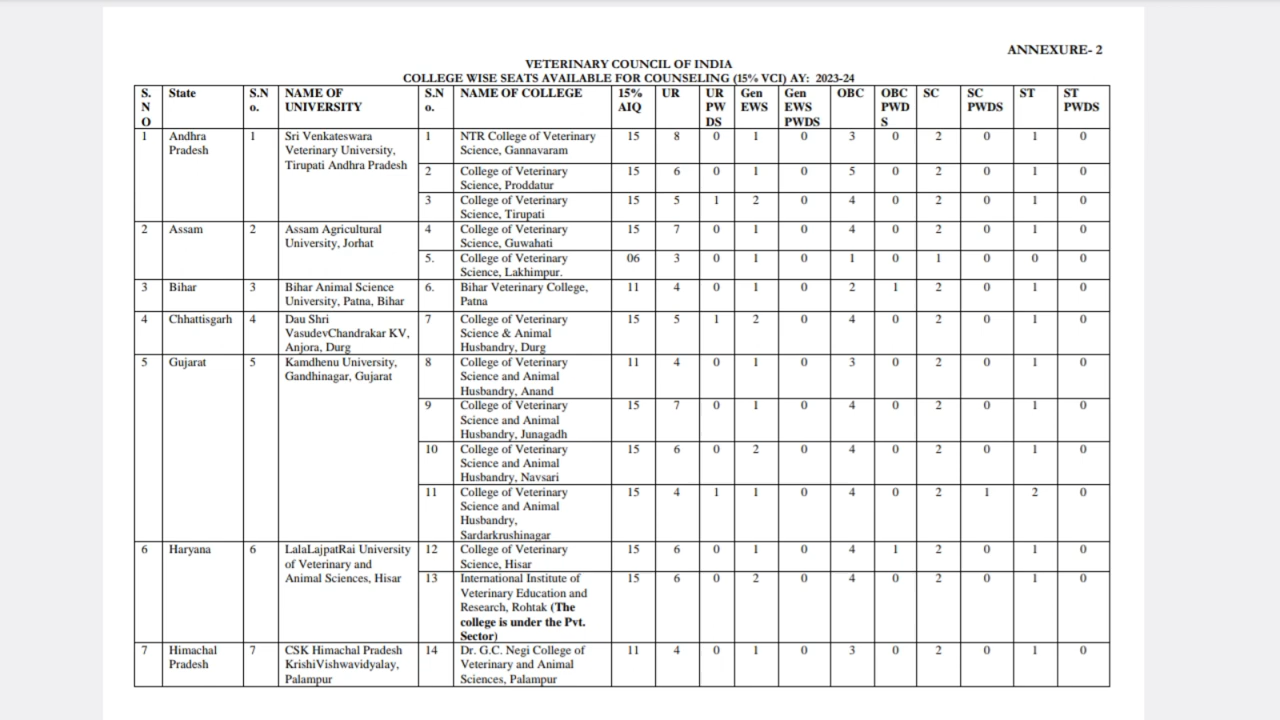 ANNEXURE- 2
VETERINARY COUNCIL OF INDIA
COLLEGE WISE SEATS AVAILABLE FOR COUNSELING (15% VCI) AY: 2023-24
S. N O | State | S.N o. | NAME OF UNIVERSITY | S.N o. | NAME OF COLLEGE | 15% AIQ | UR | UR PW DS | Gen EWS | Gen EWS PWDS | OBC | OBC PWD S | SC | SC PWDS | ST | ST PWDS
1 | Andhra Pradesh | 1 | Sri Venkateswara Veterinary University, Tirupati Andhra Pradesh | 1 | NTR College of Veterinary Science, Gannavaram | 15 | 8 | 0 | 1 | 0 | 3 | 0 | 2 | 0 | 1 | 0
2 | College of Veterinary Science, Proddatur | 15 | 6 | 0 | 1 | 0 | 5 | 0 | 2 | 0 | 1 | 0
3 | College of Veterinary Science, Tirupati | 15 | 5 | 1 | 2 | 0 | 4 | 0 | 2 | 0 | 1 | 0
2 | Assam | 2 | Assam Agricultural University, Jorhat | 4 | College of Veterinary Science, Guwahati | 15 | 7 | 0 | 1 | 0 | 4 | 0 | 2 | 0 | 1 | 0
5. | College of Veterinary Science, Lakhimpur. | 06 | 3 | 0 | 1 | 0 | 1 | 0 | 1 | 0 | 0 | 0
3 | Bihar | 3 | Bihar Animal Science University, Patna, Bihar | 6. | Bihar Veterinary College, Patna | 11 | 4 | 0 | 1 | 0 | 2 | 1 | 2 | 0 | 1 | 0
4 | Chhattisgarh | 4 | Dau Shri VasudevChandrakar KV, Anjora, Durg | 7 | College of Veterinary Science & Animal Husbandry, Durg | 15 | 5 | 1 | 2 | 0 | 4 | 0 | 2 | 0 | 1 | 0
5 | Gujarat | 5 | Kamdhenu University, Gandhinagar, Gujarat | 8 | College of Veterinary Science and Animal Husbandry, Anand | 11 | 4 | 0 | 1 | 0 | 3 | 0 | 2 | 0 | 1 | 0
9 | College of Veterinary Science and Animal Husbandry, Junagadh | 15 | 7 | 0 | 1 | 0 | 4 | 0 | 2 | 0 | 1 | 0
10 | College of Veterinary Science and Animal Husbandry, Navsari | 15 | 6 | 0 | 2 | 0 | 4 | 0 | 2 | 0 | 1 | 0
11 | College of Veterinary Science and Animal Husbandry, Sardarkrushinagar | 15 | 4 | 1 | 1 | 0 | 4 | 0 | 2 | 1 | 2 | 0
6 | Haryana | 6 | LalaLajpatRai University of Veterinary and Animal Sciences, Hisar | 12 | College of Veterinary Science, Hisar | 15 | 6 | 0 | 1 | 0 | 4 | 1 | 2 | 0 | 1 | 0
13 | International Institute of Veterinary Education and Research, Rohtak (The college is under the Pvt. Sector) | 15 | 6 | 0 | 2 | 0 | 4 | 0 | 2 | 0 | 1 | 0
7 | Himachal Pradesh | 7 | CSK Himachal Pradesh KrishiVishwavidyalay, Palampur | 14 | Dr. G.C. Negi College of Veterinary and Animal Sciences, Palampur | 11 | 4 | 0 | 1 | 0 | 3 | 0 | 2 | 0 | 1 | 0